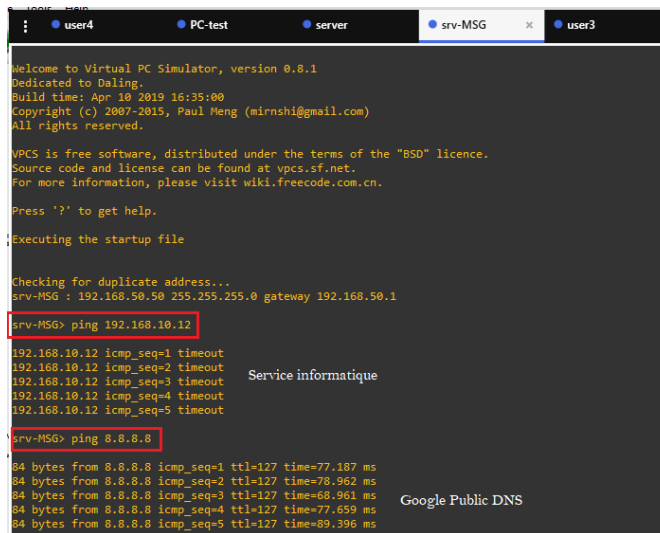 Tools Help
user4 PC-test server srv-MSG × user3
Welcome to Virtual PC Simulator, version 0.8.1
Dedicated to Daling.
Build time: Apr 10 2019 16:35:00
Copyright (c) 2007-2015, Paul Meng (mirnshi@gmail.com)
All rights reserved.
VPCS is free software, distributed under the terms of the "BSD" licence.
Source code and license can be found at vpcs.sf.net.
For more information, please visit wiki.freecode.com.cn.
Press '?' to get help.
Executing the startup file
Checking for duplicate address...
srv-MSG : 192.168.50.50 255.255.255.0 gateway 192.168.50.1
srv-MSG> ping 192.168.10.12
192.168.10.12 icmp_seq=1 timeout
192.168.10.12 icmp_seq=2 timeout
192.168.10.12 icmp_seq=3 timeout
192.168.10.12 icmp_seq=4 timeout
192.168.10.12 icmp_seq=5 timeout
Service informatique
srv-MSG> ping 8.8.8.8
84 bytes from 8.8.8.8 icmp_seq=1 ttl=127 time=77.187 ms
84 bytes from 8.8.8.8 icmp_seq=2 ttl=127 time=78.962 ms
84 bytes from 8.8.8.8 icmp_seq=3 ttl=127 time=68.961 ms
84 bytes from 8.8.8.8 icmp_seq=4 ttl=127 time=77.659 ms
84 bytes from 8.8.8.8 icmp_seq=5 ttl=127 time=89.396 ms
Google Public DNS